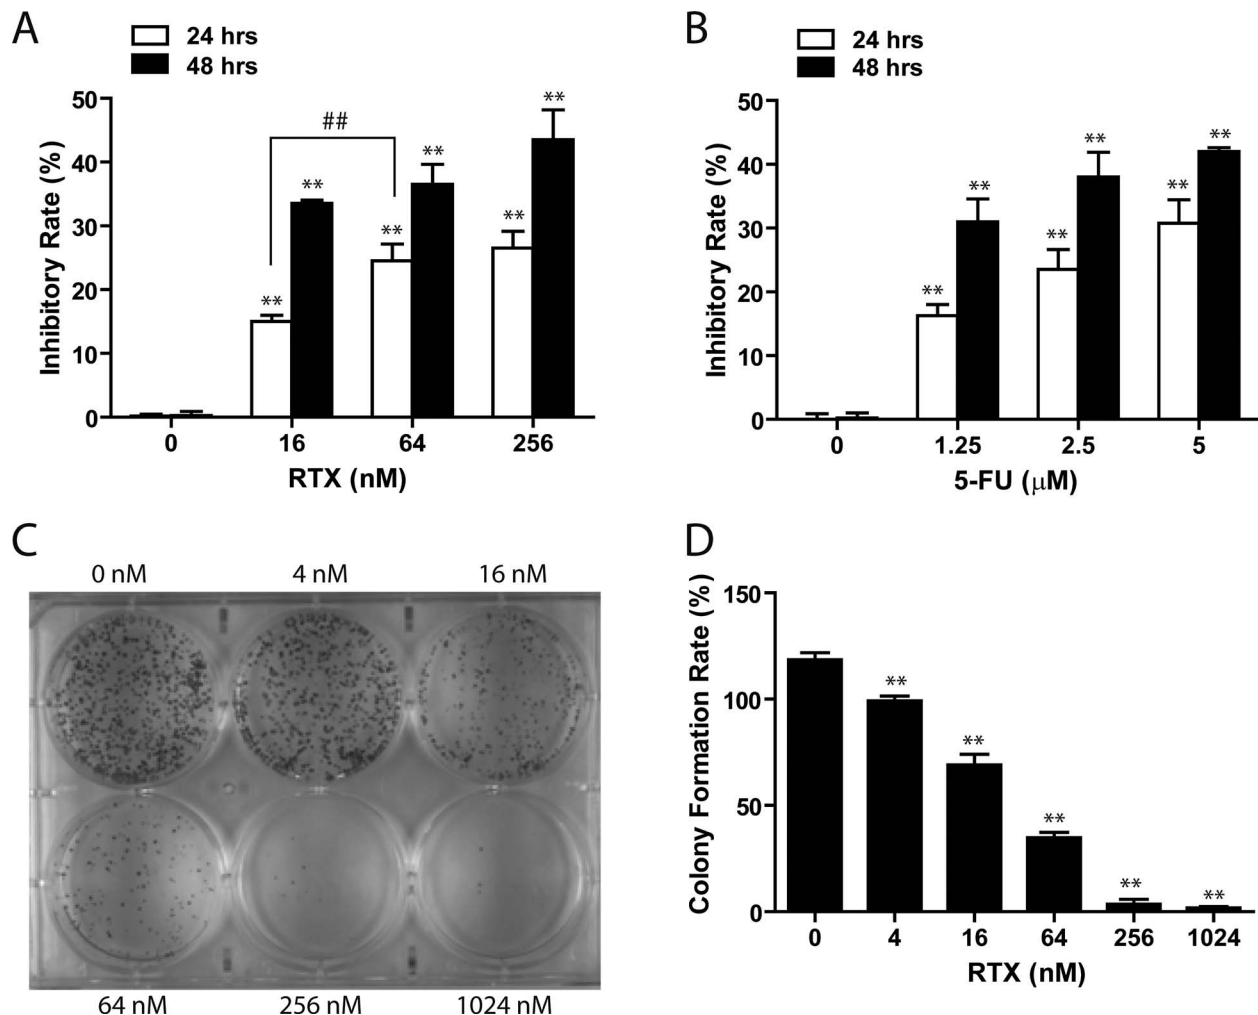 A
24 hrs
48 hrs
Inhibitory Rate (%)
50
40
30
20
10
0
##
**
**
**
**
**
**
0
16
64
256
RTX (nM)
B
24 hrs
48 hrs
Inhibitory Rate (%)
50
40
30
20
10
0
**
**
**
**
**
**
0
1.25
2.5
5
5-FU (μM)
C
0 nM
4 nM
16 nM
64 nM
256 nM
1024 nM
D
Colony Formation Rate (%)
150
100
50
0
**
**
**
**
**
0
4
16
64
256
1024
RTX (nM)